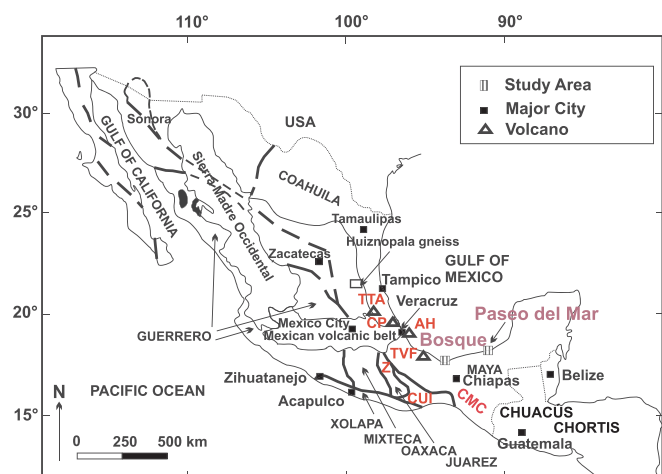 110°
100°
90°
30°
25°
20°
15°
Study Area
Major City
Volcano
USA
Sonora
GULF OF CALIFORNIA
Sierra Madre Occidental
COAHUILA
Tamaulipas
Huiznopala gneiss
Zacatecas
GULF OF
MEXICO
Tampico
TTA
Veracruz
Paseo del Mar
CP
AH
Mexico City
Mexican volcanic belt
Bosque
GUERRERO
TVF
Z
MAYA
Chiapas
Belize
Zihuatanejo
PACIFIC OCEAN
N
CUI
CMC
Acapulco
CHUACÚS
CHORTIS
XOLAPA
MIXTECA
OAXACA
JUAREZ
Guatemala
0 250 500 km